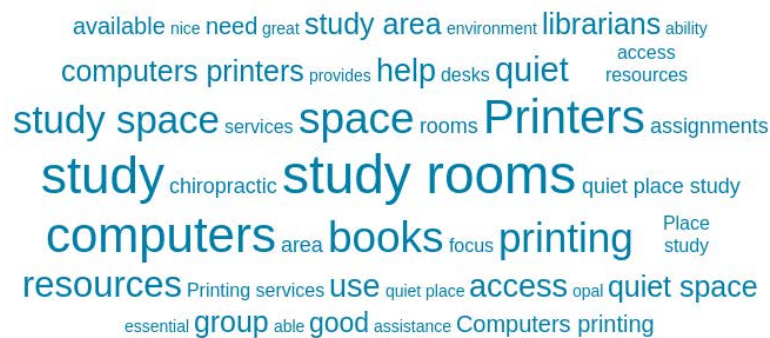 available nice need great study area environment librarians ability
computers printers provides help desks quiet access resources
study space services space rooms Printers assignments
study chiropractic study rooms quiet place study
computers area books focus printing Place study
resources Printing services use quiet place access opal quiet space
essential group able good assistance Computers printing